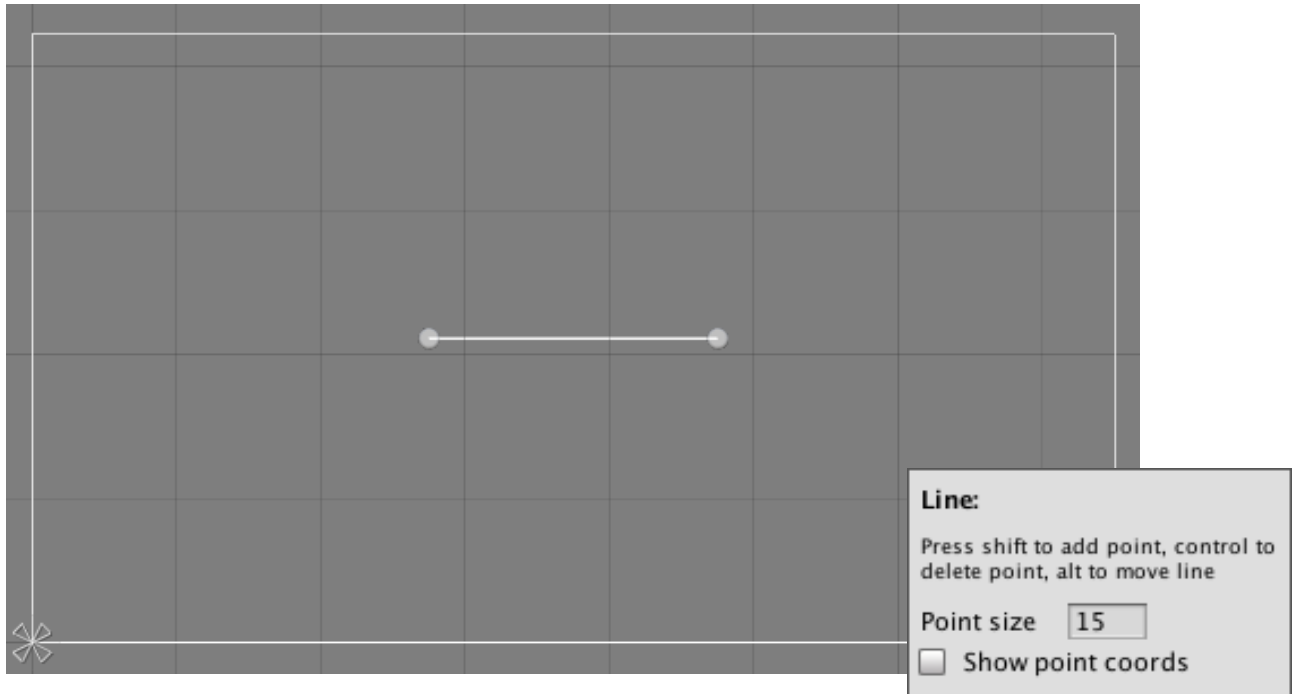 Line:
Press shift to add point, control to
delete point, alt to move line
Point size 15
Show point coords